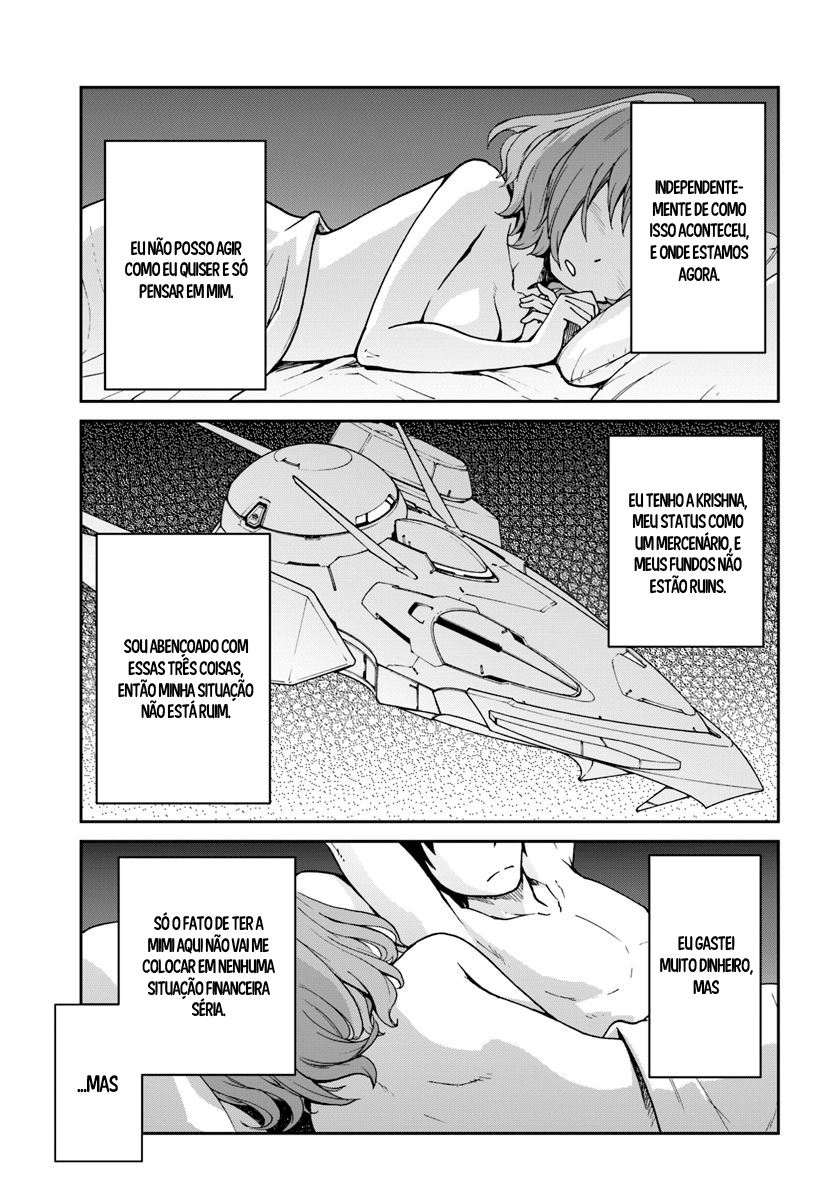 INDEPENDENTE-
MENTE DE COMO
ISSO ACONTECEU,
E ONDE ESTAMOS
AGORA.
EU NÃO POSSO AGIR
COMO EU QUISER E SÓ
PENSAR EM MIM.
EU TENHO A KRISHNA,
MEU STATUS COMO
UM MERCENÁRIO, E
MEUS FUNDOS NÃO
ESTÃO RUINS.
SOU ABENÇOADO COM
ESSAS TRÊS COISAS,
ENTÃO MINHA SITUAÇÃO
NÃO ESTÁ RUIM.
EU GASTEI
MUITO DINHEIRO,
MAS
SÓ O FATO DE TER A
MIMI AQUI NÃO VAI ME
COLOCAR EM NENHUMA
SITUAÇÃO FINANCEIRA
SÉRIA.
...MAS